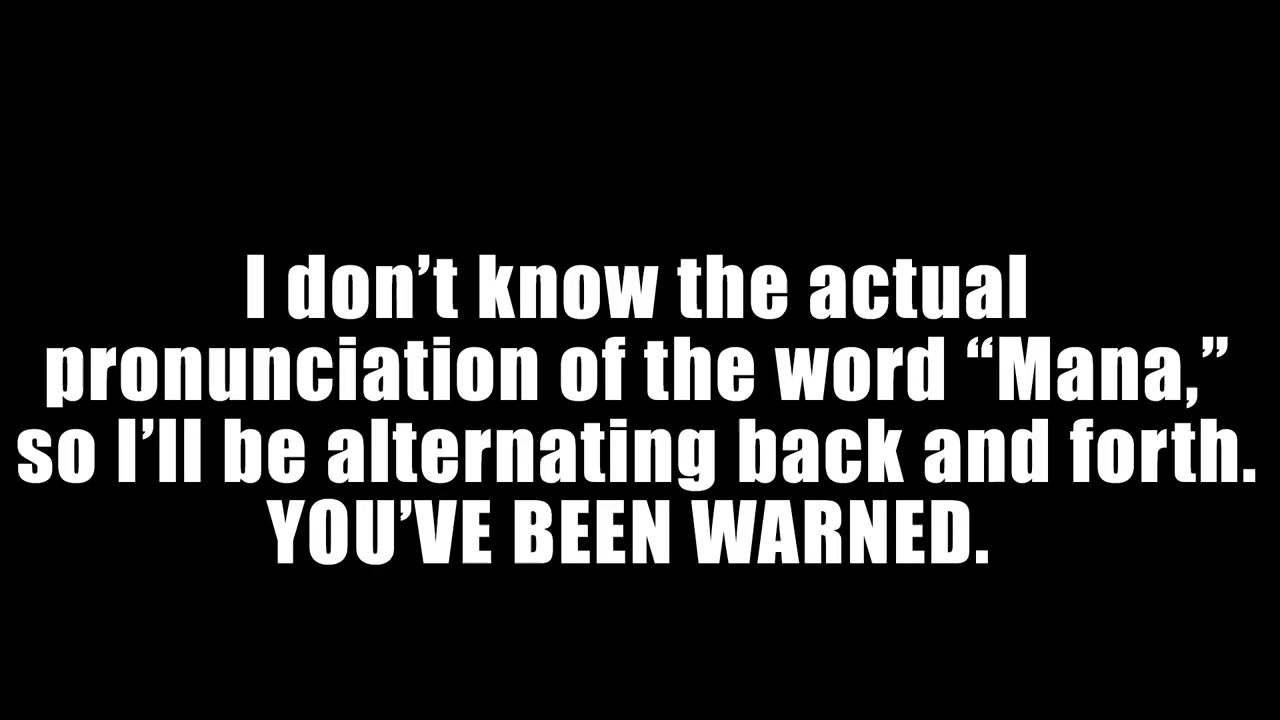 I don’t know the actual
pronunciation of the word “Mana,”
so I’ll be alternating back and forth.
YOU’VE BEEN WARNED.